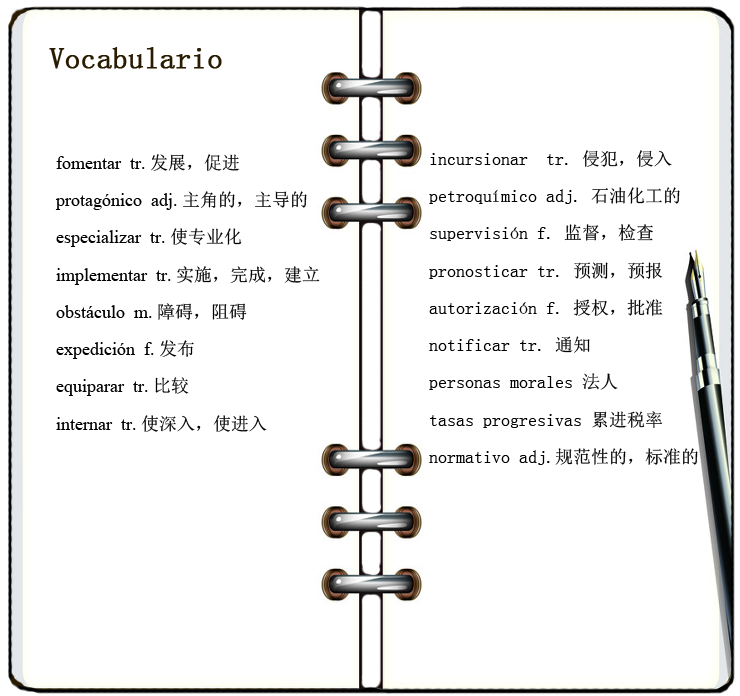 Vocabulario
fomentar tr. 发展，促进
protagónico adj. 主角的，主导的
especializar tr. 使专业化
implementar tr. 实施，完成，建立
obstáculo m. 障碍，阻碍
expedición f. 发布
equiparar tr. 比较
internar tr. 使深入，使进入
incursionar tr. 侵犯，侵入
petroquímico adj. 石油化工的
supervisión f. 监督，检查
pronosticar tr. 预测，预报
autorización f. 授权，批准
notificar tr. 通知
personas morales 法人
tasas progresivas 累进税率
normativo adj.规范性的，标准的